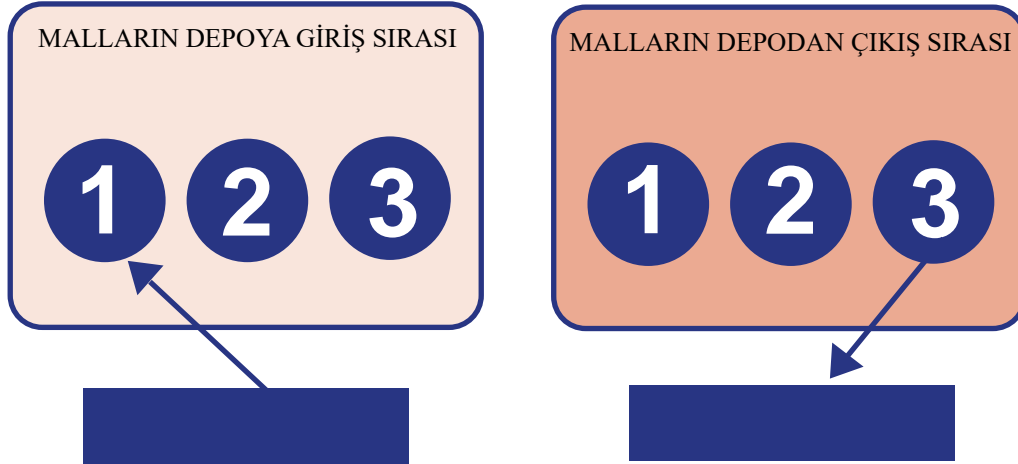 MALLARIN DEPOYA GİRİŞ SIRASI
1 2 3
MALLARIN DEPODAN ÇIKIŞ SIRASI
1 2 3